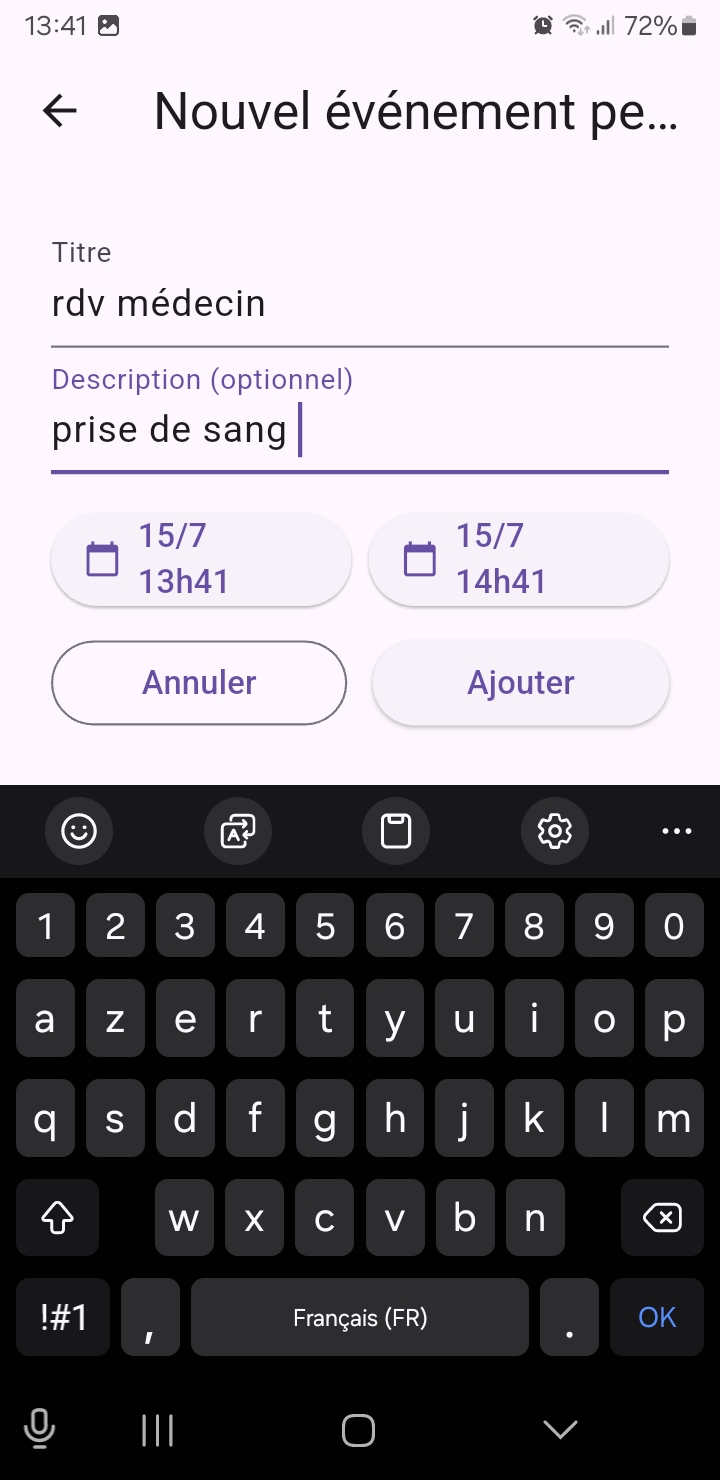 13:41 72%
Nouvel événement pe...
Titre
rdv médecin
Description (optionnel)
prise de sang
15/7 15/7
13h41 14h41
Annuler Ajouter
1 2 3 4 5 6 7 8 9 0
a z e r t y u i o p
q s d f g h j k l m
w x c v b n
!#1 , Français (FR) . OK